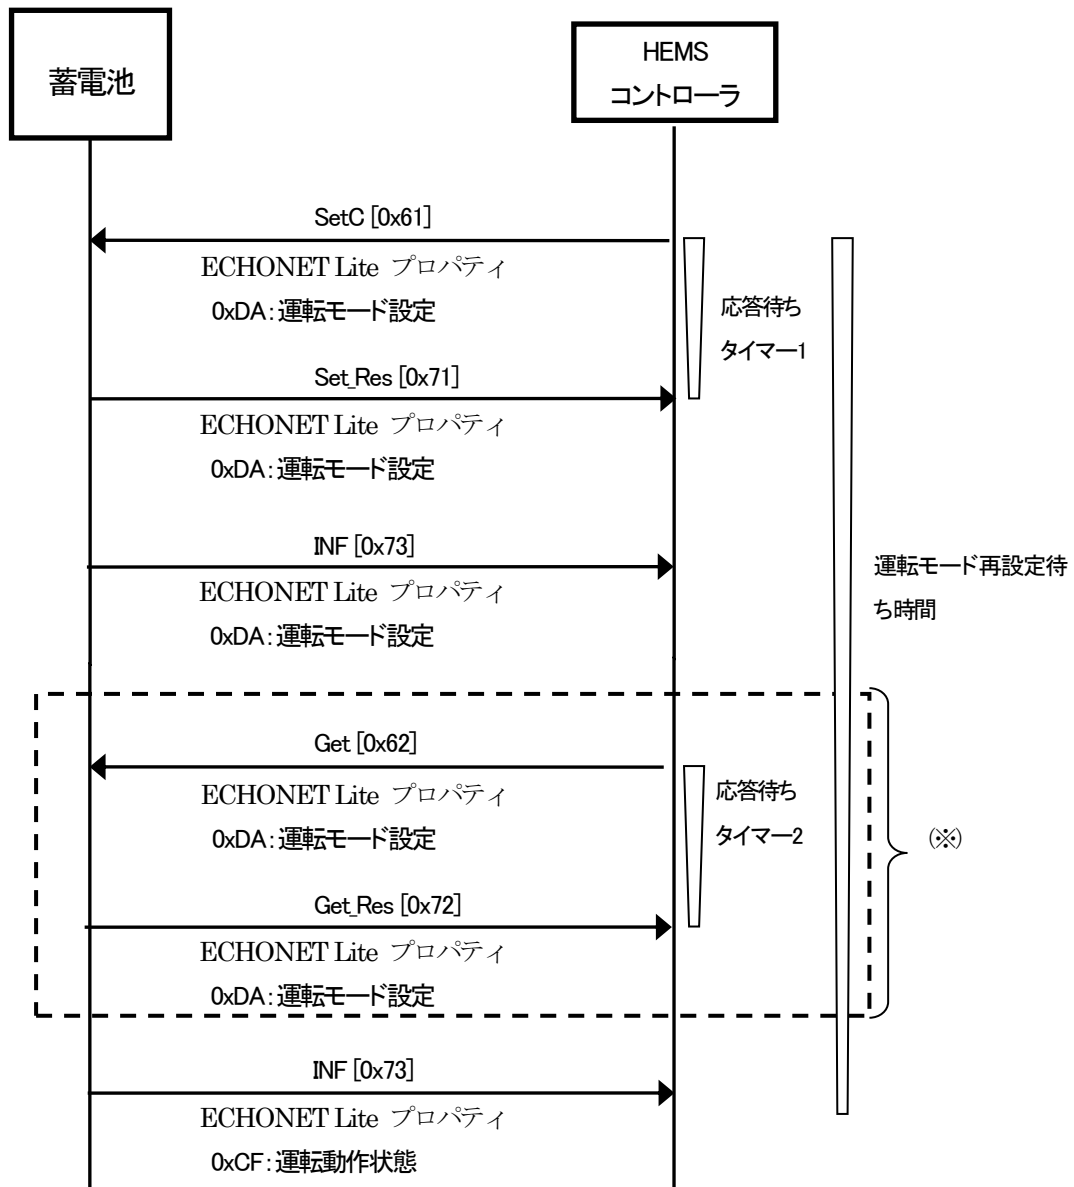 蓄電池
HEMS
コントローラ
SetC [0x61]
ECHONET Lite プロパティ
0xDA:運転モード設定
応答待ち
タイマー1
Set_Res [0x71]
ECHONET Lite プロパティ
0xDA:運転モード設定
INF [0x73]
ECHONET Lite プロパティ
0xDA:運転モード設定
運転モード再設定待
ち時間
Get [0x62]
ECHONET Lite プロパティ
0xDA:運転モード設定
応答待ち
タイマー2
(※)
Get_Res [0x72]
ECHONET Lite プロパティ
0xDA:運転モード設定
INF [0x73]
ECHONET Lite プロパティ
0xCF:運転動作状態